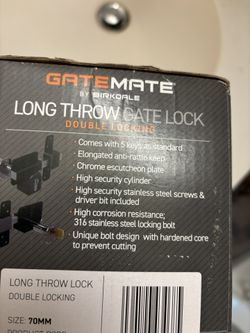 GATEMATE
BY BIRKDALE
LONG THROW GATE LOCK
DOUBLE LOCKING
• Comes with 5 keys as standard
• Elongated anti-rattle keep
• Chrome escutcheon plate
• High security cylinder
• High security stainless steel screws &
driver bit included
• High corrosion resistance;
316 stainless steel locking bolt
• Unique bolt design with hardened core
to prevent cutting
LONG THROW LOCK
DOUBLE LOCKING
SIZE: 70MM
PRODUCT CODE